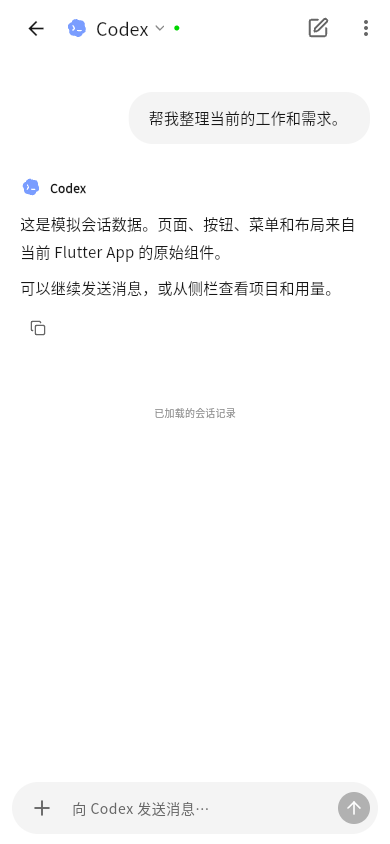 Codex
帮我整理当前的工作和需求。
Codex
这是模拟会话数据。页面、按钮、菜单和布局来自
当前 Flutter App 的原始组件。
可以继续发送消息，或从侧栏查看项目和用量。
已加载的会话记录
向 Codex 发送消息…